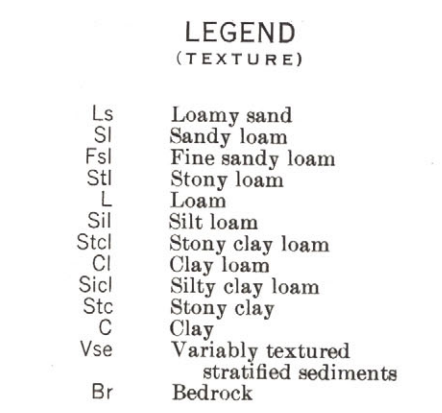 LEGEND
(TEXTURE)
Ls Loamy sand
Sl Sandy loam
Fsl Fine sandy loam
Stl Stony loam
L Loam
Sil Silt loam
Stcl Stony clay loam
Cl Clay loam
Sicl Silty clay loam
Stc Stony clay
C Clay
Vse Variably textured
stratified sediments
Br Bedrock